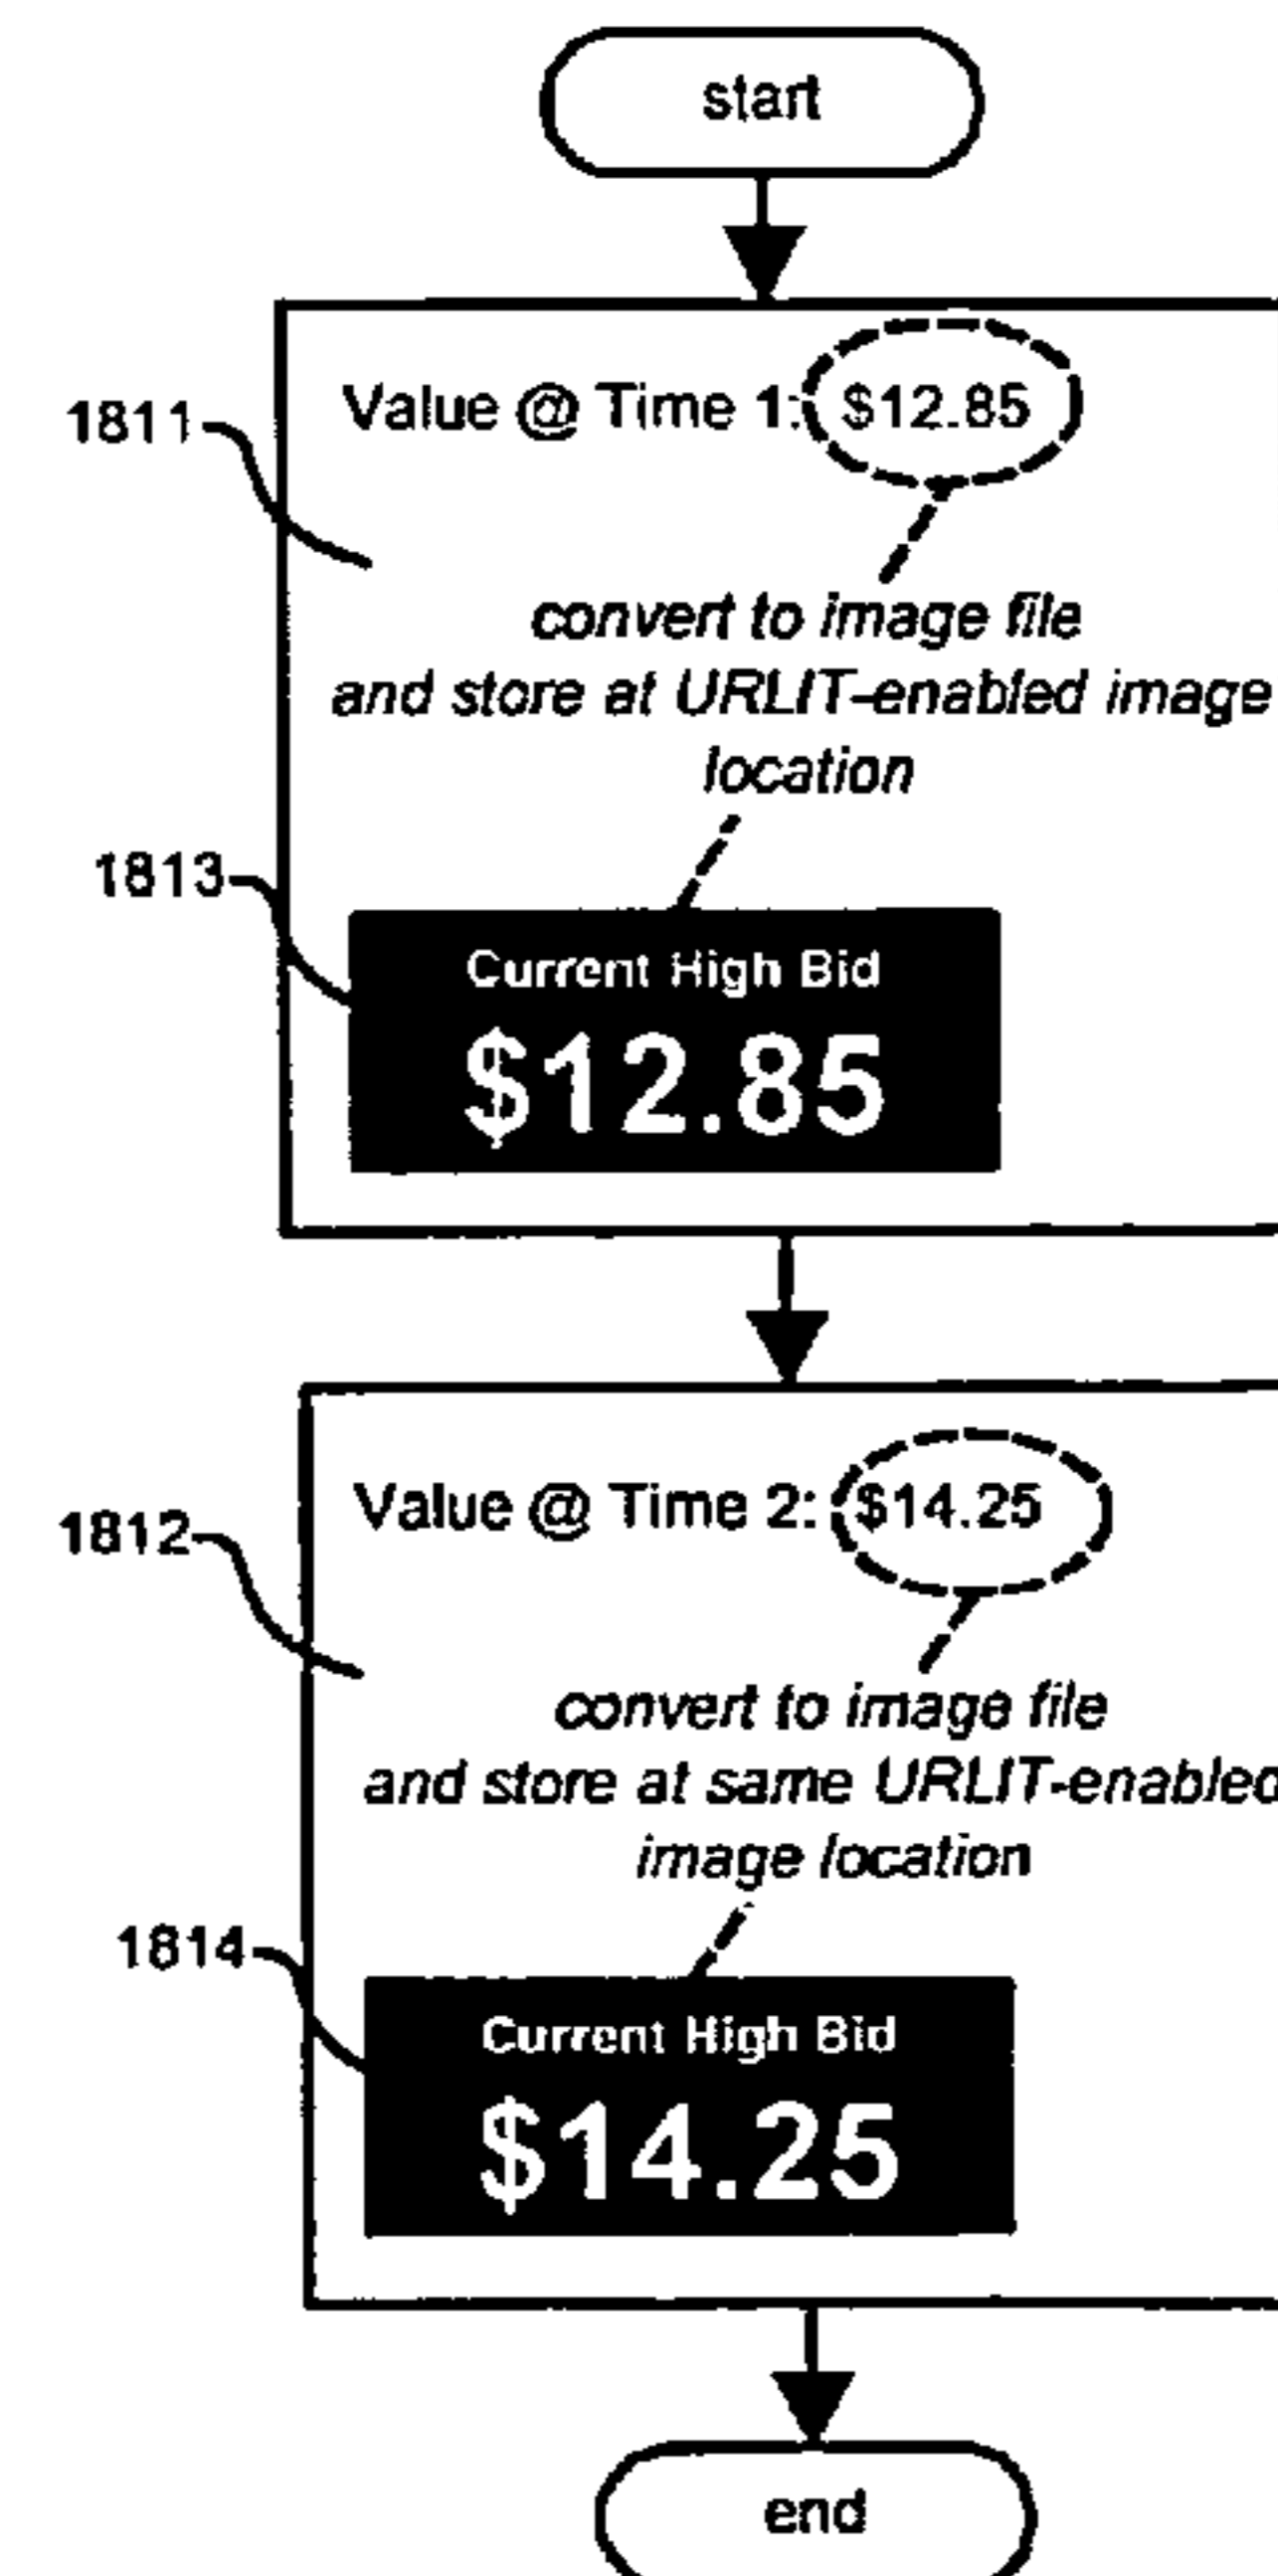 start
1811
Value @ Time 1: $12.85
convert to image file
and store at URLIT-enabled image
location
1813
Current High Bid
$12.85
1812
Value @ Time 2: $14.25
convert to image file
and store at same URLIT-enabled
image location
1814
Current High Bid
$14.25
end